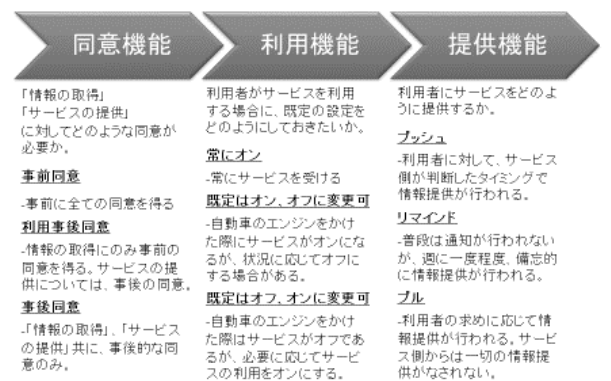 同意機能
「情報の取得」
「サービスの提供」
に対してどのような同意が
必要か。
事前同意
-事前に全ての同意を得る
利用事後同意
-情報の取得にのみ事前の
同意を得る。サービスの提
供については、事後の同意。
事後同意
-「情報の取得」、「サービス
の提供」共に、事後的な同
意のみ。
利用機能
利用者がサービスを利用
する場合に、既定の設定を
どのようにしておきたいか。
常にオン
-常にサービスを受ける
既定はオン、オフに変更可
-自動車のエンジンをかけ
た際にサービスがオンにな
るが、状況に応じてオフに
する場合がある。
既定はオフ、オンに変更可
-自動車のエンジンをかけ
た際はサービスがオフであ
るが、必要に応じてサービ
スの利用をオンにする。
提供機能
利用者にサービスをどのよ
うに提供するか。
プッシュ
-利用者に対して、サービス
側が判断したタイミングで
情報提供が行われる。
リマインド
-普段は通知が行われない
が、週に一度程度、備忘的
に情報提供が行われる。
プル
-利用者の求めに応じて情
報提供が行われる。サービ
ス側からは一切の情報提
供がなされない。